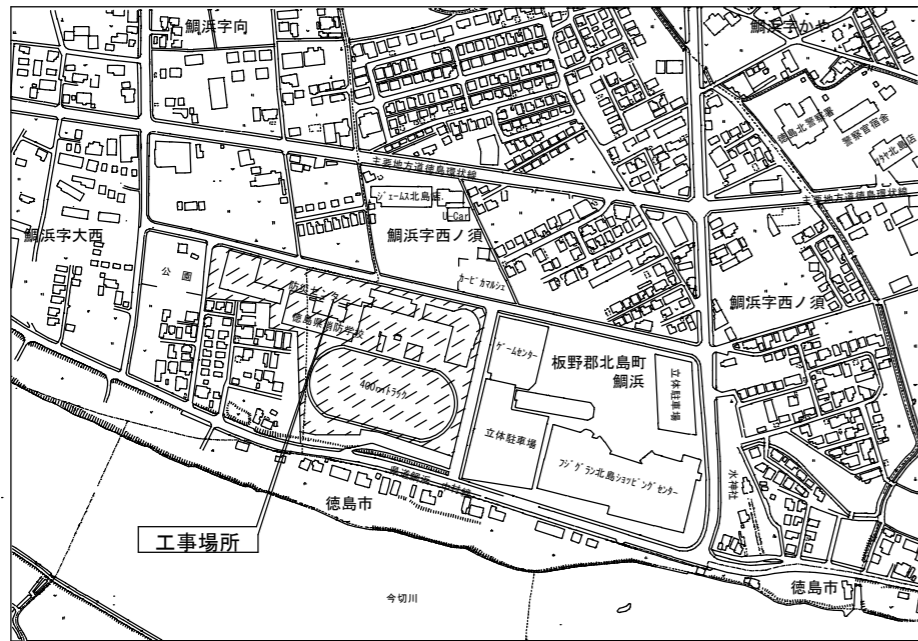 鯛浜字向
鯛浜字かや
徳島北警察署
警察官宿舎
主要地方道徳島環状線
主要地方道徳島環状線
ジェームス北島店
U-Car
鯛浜字大西
鯛浜字西ノ須
公園
カービカマルシェ
防災センター
鯛浜字西ノ須
徳島県消防学校
ゲームセンター
板野郡北島町
鯛浜
立体駐車場
400mトラック
立体駐車場
フジグラン北島ショッピングセンター
水神社
徳島市
工事場所
徳島市
今切川